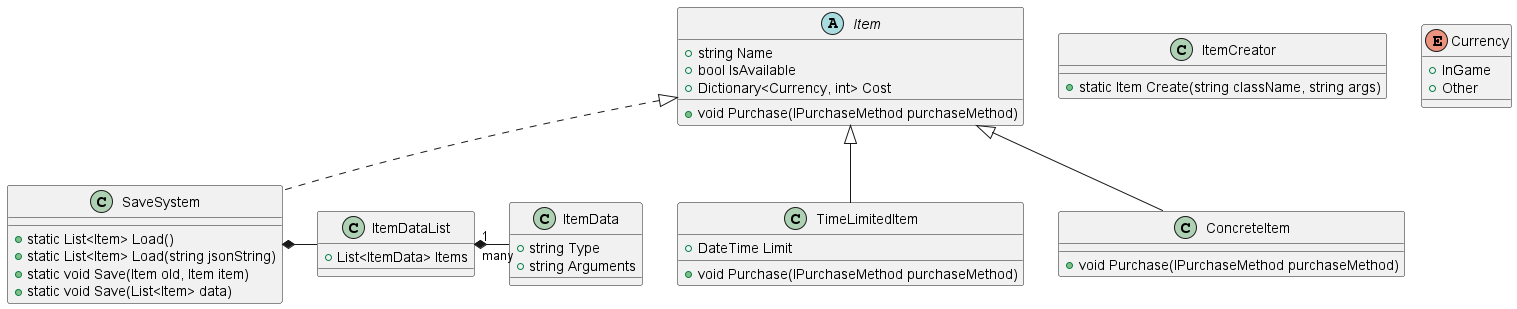 A Item
string Name
bool IsAvailable
Dictionary<Currency, int> Cost
void Purchase(IPurchaseMethod purchaseMethod)
C ItemCreator
static Item Create(string className, string args)
E Currency
InGame
Other
C SaveSystem
static List<Item> Load()
static List<Item> Load(string jsonString)
static void Save(Item old, Item item)
static void Save(List<Item> data)
C ItemDataList
List<ItemData> Items
1
many
C ItemData
string Type
string Arguments
C TimeLimitedItem
DateTime Limit
void Purchase(IPurchaseMethod purchaseMethod)
C ConcreteItem
void Purchase(IPurchaseMethod purchaseMethod)